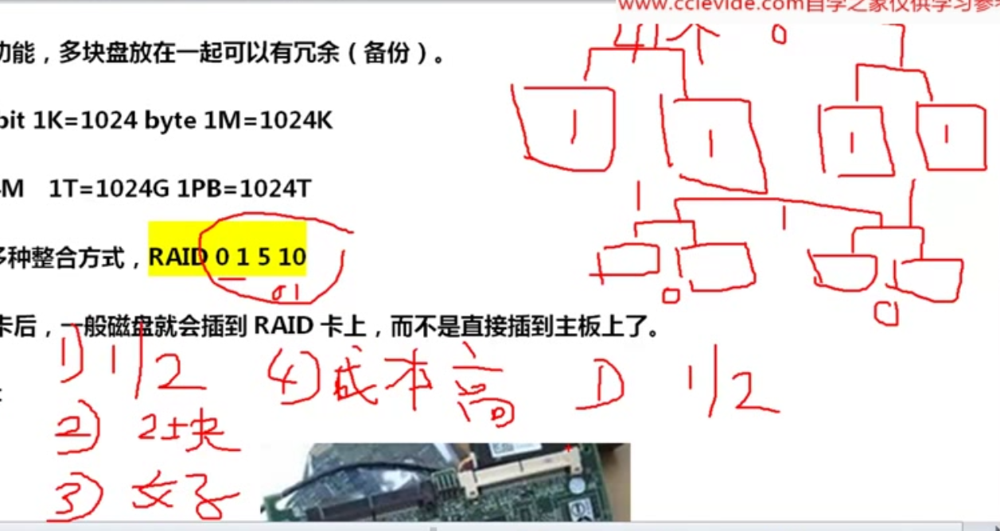 www.cclevide.com自学之家仅供学习参
功能，多块盘放在一起可以有冗余（备份）。
4个 0
bit 1K=1024 byte 1M=1024K
1 1 1 1
M 1T=1024G 1PB=1024T
1 1 1
多种整合方式，RAID 0 1 5 10
01
0 0
卡后，一般磁盘就会插到 RAID 卡上，而不是直接插到主板上了。
1) 1/2
4)成本高 D 1/2
2) 2块
3) 女子